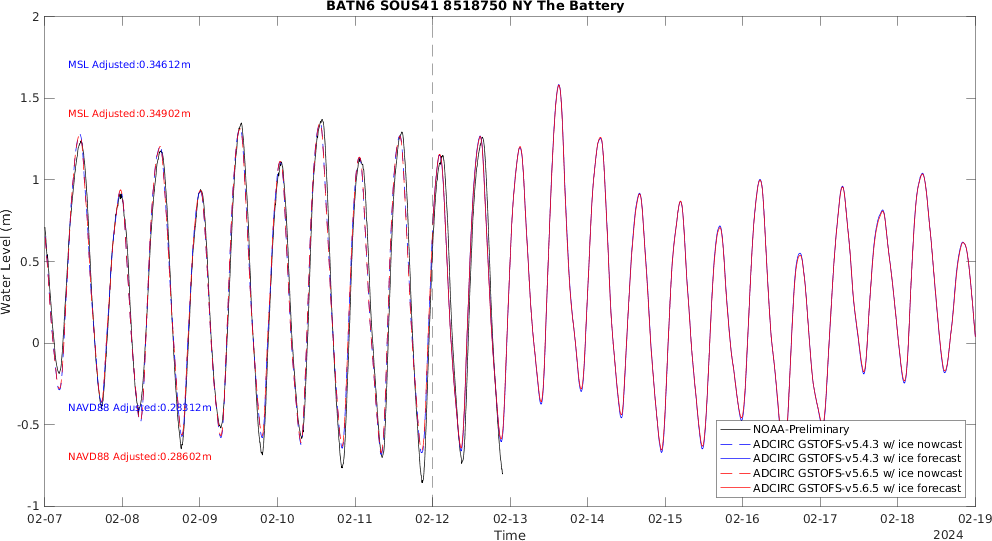 BATN6 SOUS41 8518750 NY The Battery
2
1.5
1
0.5
0
-0.5
-1
Water Level (m)
MSL Adjusted:0.34612m
MSL Adjusted:0.34902m
NAVD88 Adjusted:0.28312m
NAVD88 Adjusted:0.28602m
NOAA-Preliminary
ADCIRC GSTOFS-v5.4.3 w/ ice nowcast
ADCIRC GSTOFS-v5.4.3 w/ ice forecast
ADCIRC GSTOFS-v5.6.5 w/ ice nowcast
ADCIRC GSTOFS-v5.6.5 w/ ice forecast
02-07 02-08 02-09 02-10 02-11 02-12 02-13 02-14 02-15 02-16 02-17 02-18 02-19
Time
2024